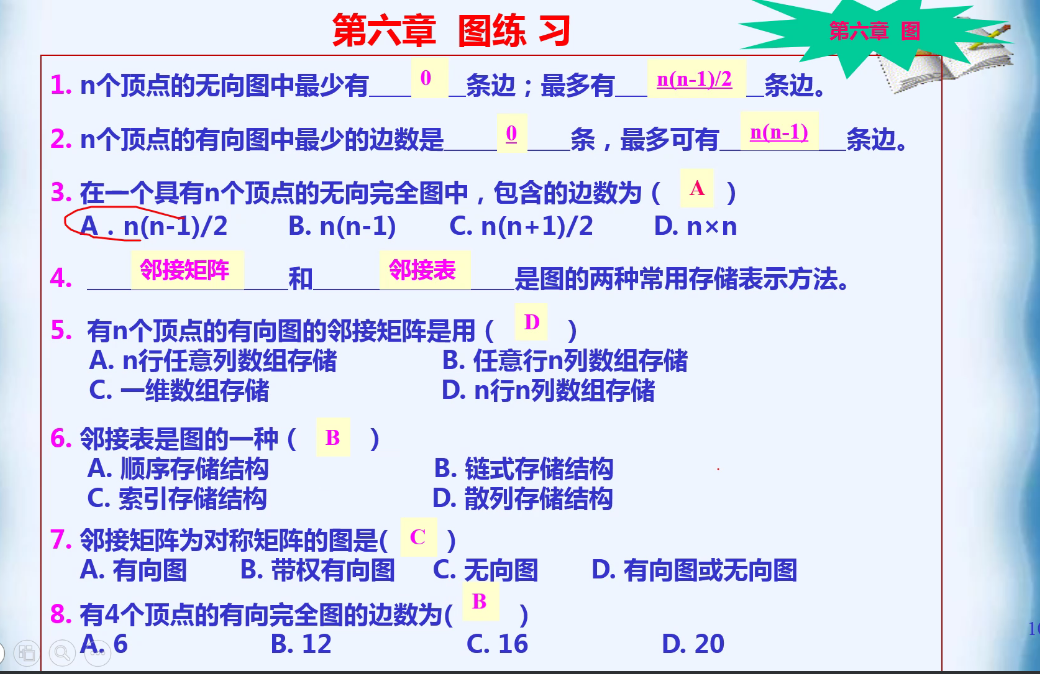 第六章 图练 习
第六章 图
1. n个顶点的无向图中最少有____0____条边；最多有___n(n-1)/2___条边。
2. n个顶点的有向图中最少的边数是____0____条，最多可有___n(n-1)___条边。
3. 在一个具有n个顶点的无向完全图中，包含的边数为（ A ）
A．n(n-1)/2 B. n(n-1) C. n(n+1)/2 D. n×n
4. ____邻接矩阵____和____邻接表____是图的两种常用存储表示方法。
5. 有n个顶点的有向图的邻接矩阵是用（ D ）
A. n行任意列数组存储 B. 任意行n列数组存储
C. 一维数组存储 D. n行n列数组存储
6. 邻接表是图的一种（ B ）
A. 顺序存储结构 B. 链式存储结构
C. 索引存储结构 D. 散列存储结构
7. 邻接矩阵为对称矩阵的图是( C ）
A. 有向图 B. 带权有向图 C. 无向图 D. 有向图或无向图
8. 有4个顶点的有向完全图的边数为( B ）
A. 6 B. 12 C. 16 D. 20